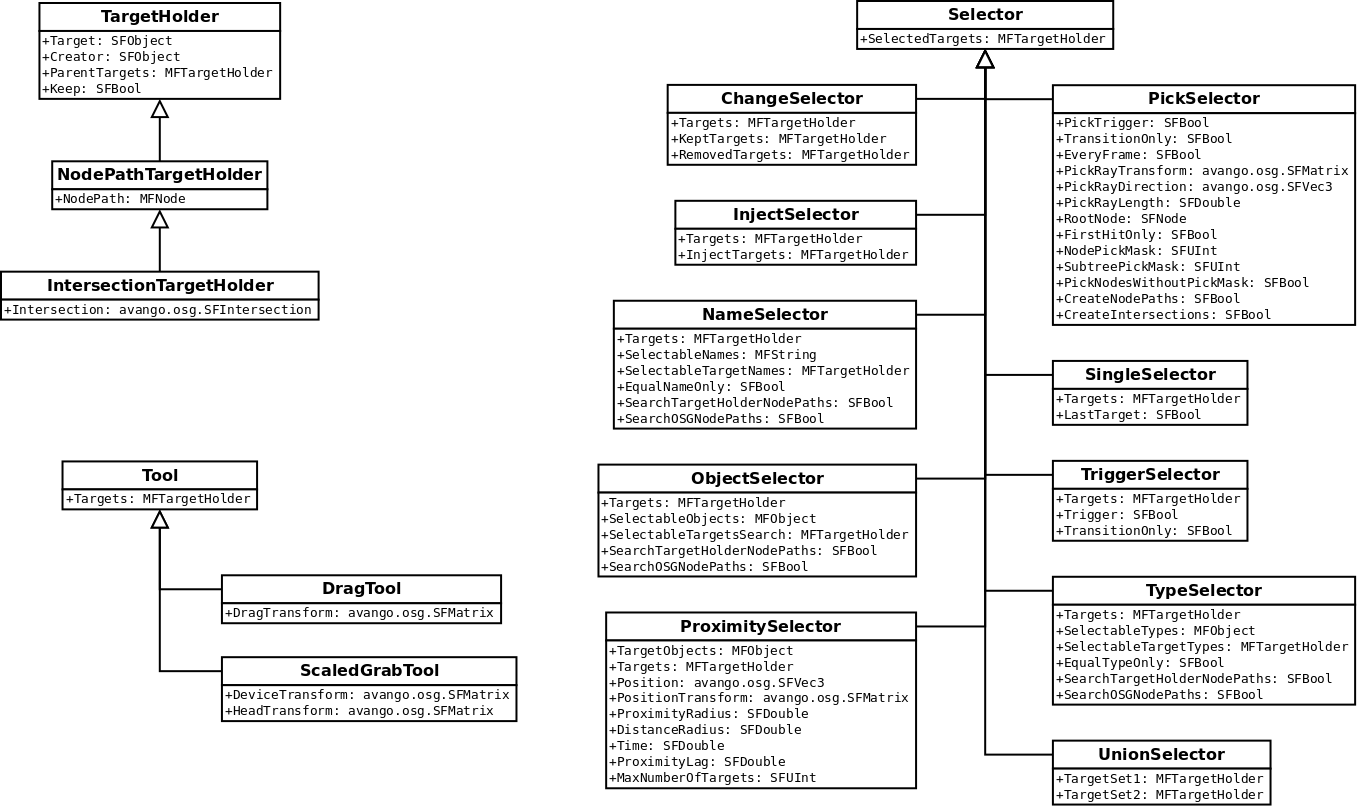 TargetHolder
+Target: SFObject
+Creator: SFObject
+ParentTargets: MFTargetHolder
+Keep: SFBool
NodePathTargetHolder
+NodePath: MFNode
IntersectionTargetHolder
+Intersection: avango.osg.SFIntersection
Tool
+Targets: MFTargetHolder
DragTool
+DragTransform: avango.osg.SFMatrix
ScaledGrabTool
+DeviceTransform: avango.osg.SFMatrix
+HeadTransform: avango.osg.SFMatrix
Selector
+SelectedTargets: MFTargetHolder
ChangeSelector
+Targets: MFTargetHolder
+KeptTargets: MFTargetHolder
+RemovedTargets: MFTargetHolder
InjectSelector
+Targets: MFTargetHolder
+InjectTargets: MFTargetHolder
NameSelector
+Targets: MFTargetHolder
+SelectableNames: MFString
+SelectableTargetNames: MFTargetHolder
+EqualNameOnly: SFBool
+SearchTargetHolderNodePaths: SFBool
+SearchOSGNodePaths: SFBool
ObjectSelector
+Targets: MFTargetHolder
+SelectableObjects: MFObject
+SelectableTargetsSearch: MFTargetHolder
+SearchTargetHolderNodePaths: SFBool
+SearchOSGNodePaths: SFBool
ProximitySelector
+TargetObjects: MFObject
+Targets: MFTargetHolder
+Position: avango.osg.SFVec3
+PositionTransform: avango.osg.SFMatrix
+ProximityRadius: SFDouble
+DistanceRadius: SFDouble
+Time: SFDouble
+ProximityLag: SFDouble
+MaxNumberOfTargets: SFUInt
PickSelector
+PickTrigger: SFBool
+TransitionOnly: SFBool
+EveryFrame: SFBool
+PickRayTransform: avango.osg.SFMatrix
+PickRayDirection: avango.osg.SFVec3
+PickRayLength: SFDouble
+RootNode: SFNode
+FirstHitOnly: SFBool
+NodePickMask: SFUInt
+SubtreePickMask: SFUInt
+PickNodesWithoutPickMask: SFBool
+CreateNodePaths: SFBool
+CreateIntersections: SFBool
SingleSelector
+Targets: MFTargetHolder
+LastTarget: SFBool
TriggerSelector
+Targets: MFTargetHolder
+Trigger: SFBool
+TransitionOnly: SFBool
TypeSelector
+Targets: MFTargetHolder
+SelectableTypes: MFObject
+SelectableTargetTypes: MFTargetHolder
+EqualTypeOnly: SFBool
+SearchTargetHolderNodePaths: SFBool
+SearchOSGNodePaths: SFBool
UnionSelector
+TargetSet1: MFTargetHolder
+TargetSet2: MFTargetHolder